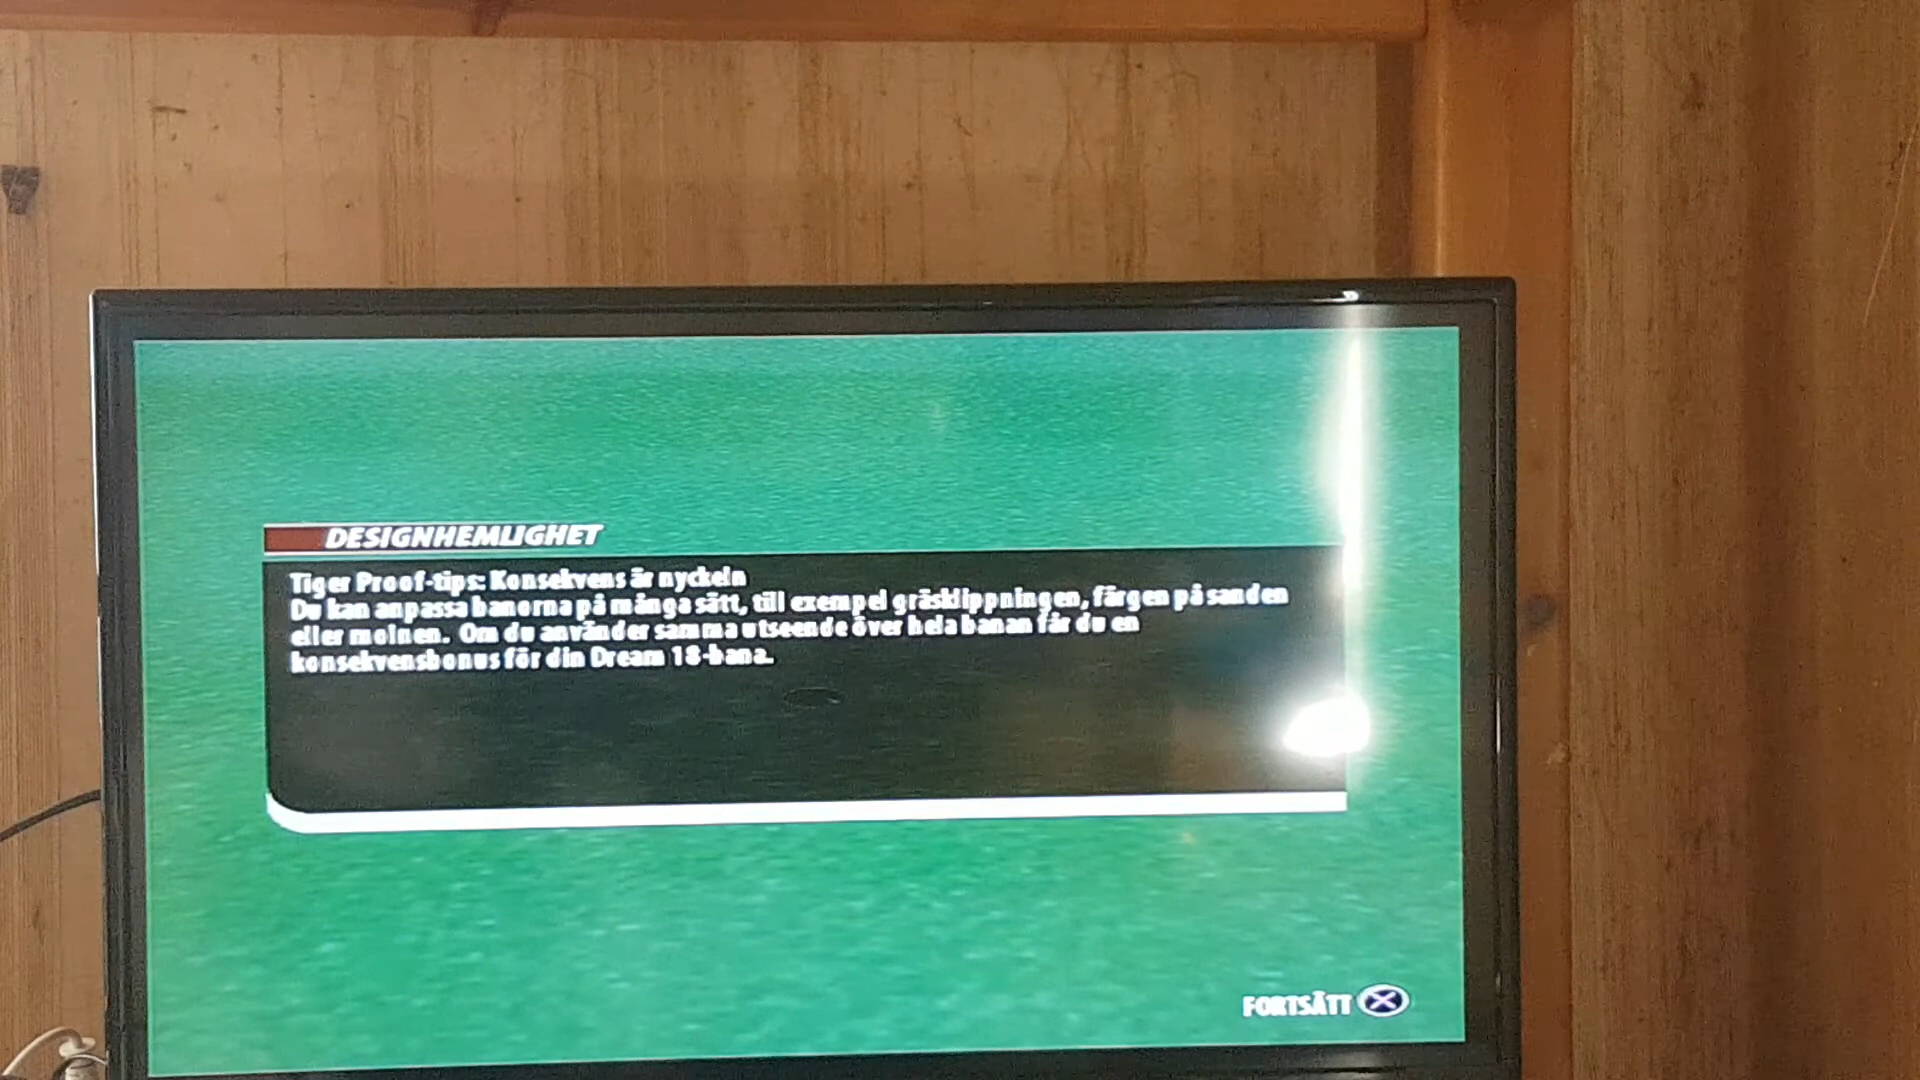 DESIGNHEMLIGHET
Tiger Proof-tips: Konsekvens är nyckeln
Du kan anpassa banorna på många sätt, till exempel gräsklippningen, färgen på sanden
eller molnen. Om du använder samma utseende över hela banan får du en
konsekvensbonus för din Dream 18-bana.
FORTSÄTT